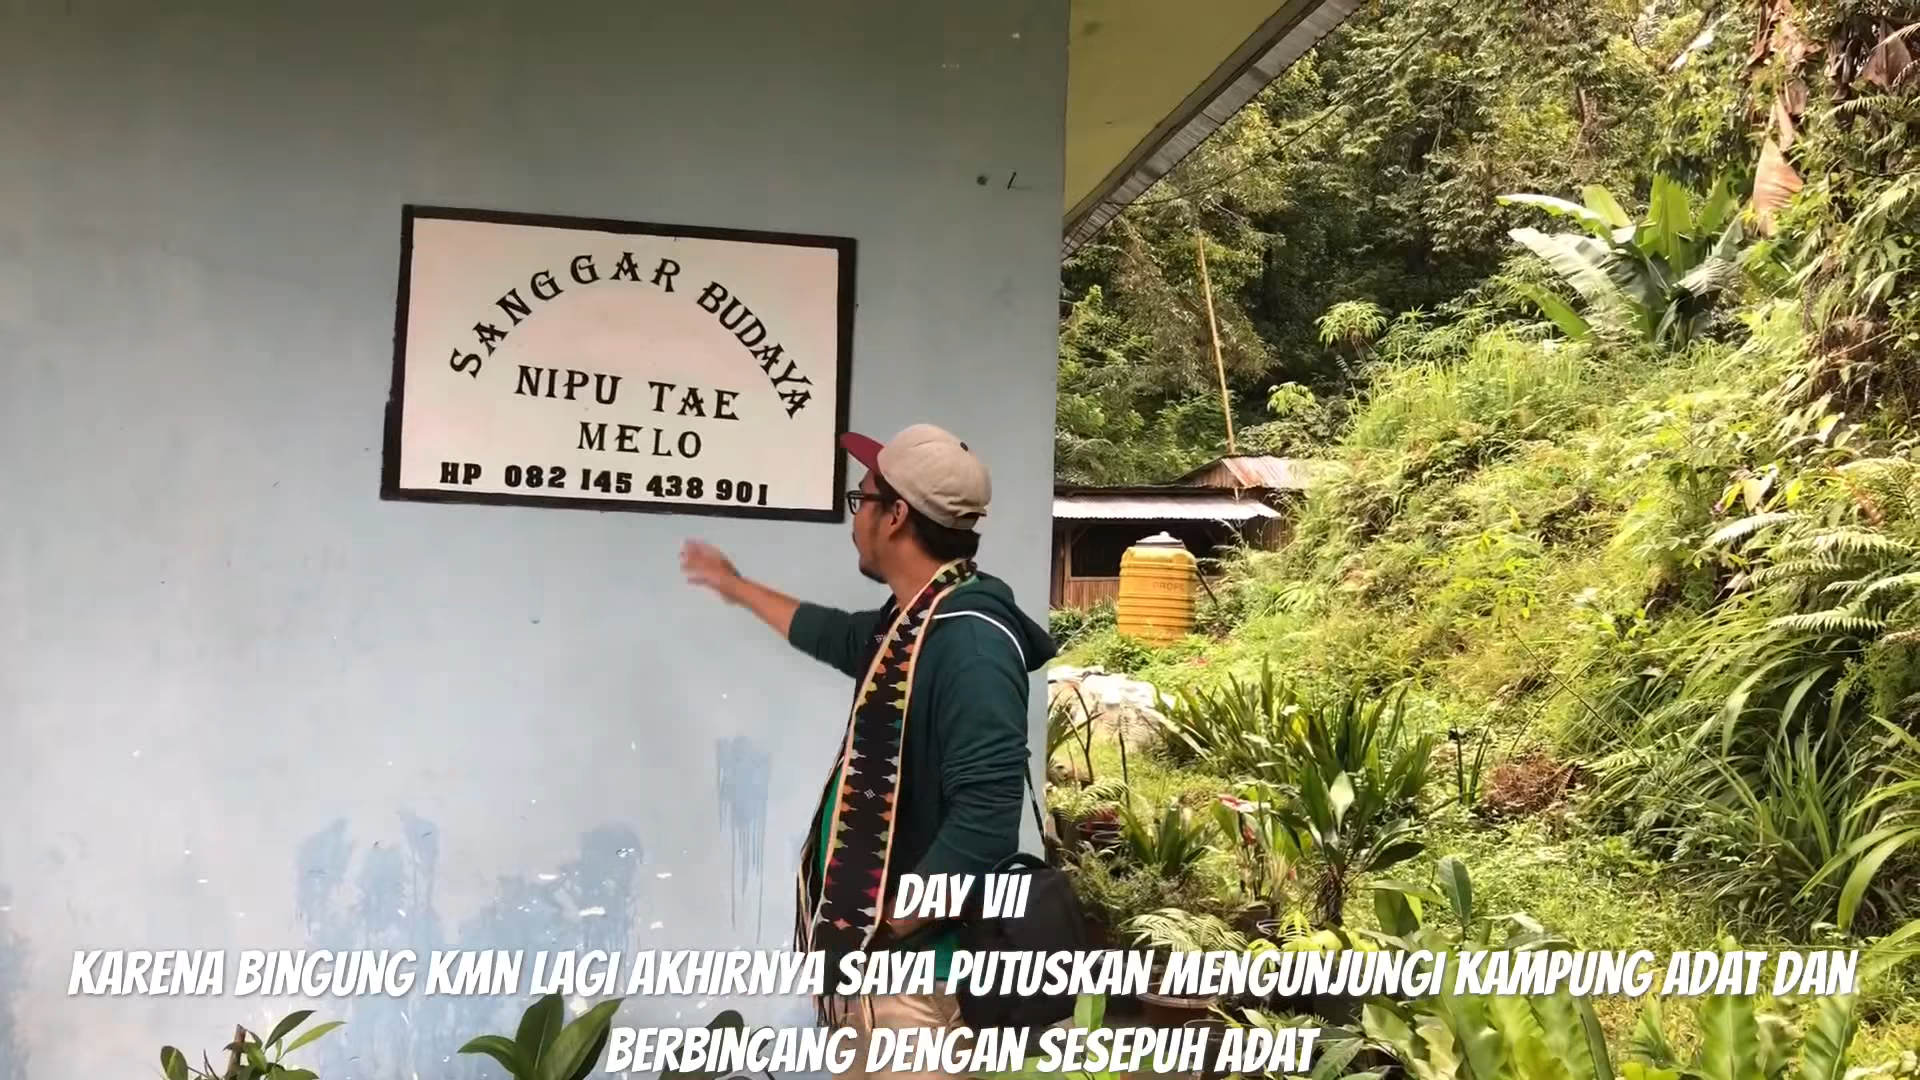 SANGGAR BUDAYA
NIPU TAE
MELO
HP 082 145 438 901
PROFIL
DAY VII
KARENA BINGUNG KMN LAGI AKHIRNYA SAYA PUTUSKAN MENGUNJUNGI KAMPUNG ADAT DAN
BERBINCANG DENGAN SESEPUH ADAT